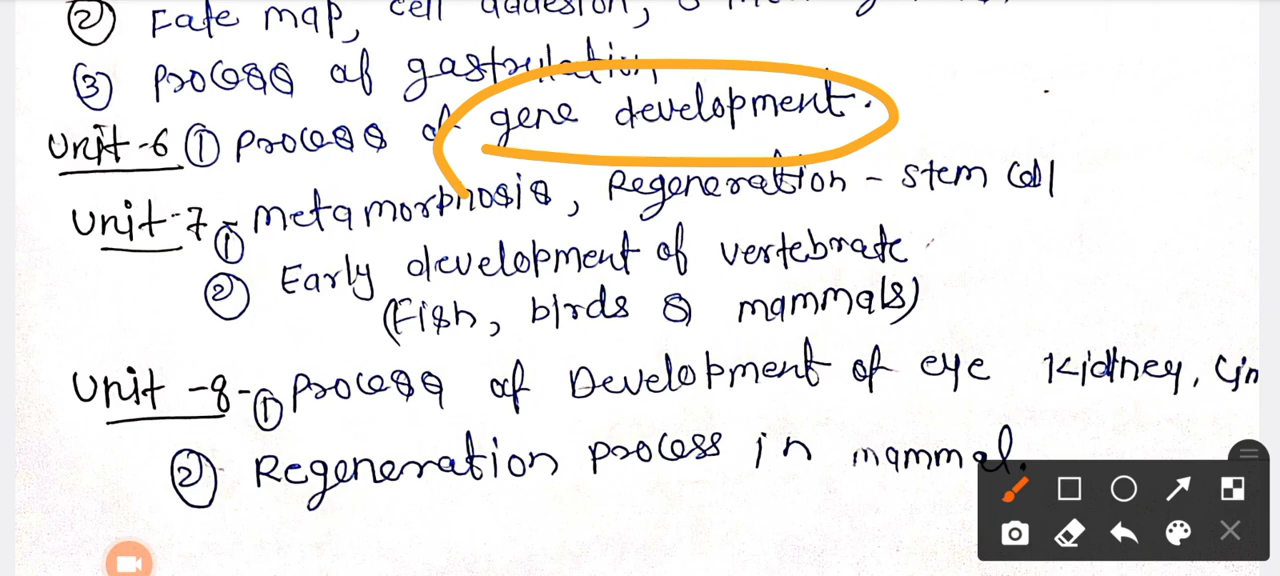 ② Fate map, cell
③ process of gastrulation
Unit-6 ① process of gene development.
Unit-7 ① Metamorphosis, Regeneration - stem cell
② Early development of vertebrate
(Fish, birds & mammals)
Unit-8-① process of Development of eye Kidney,
② Regeneration process in mammal.